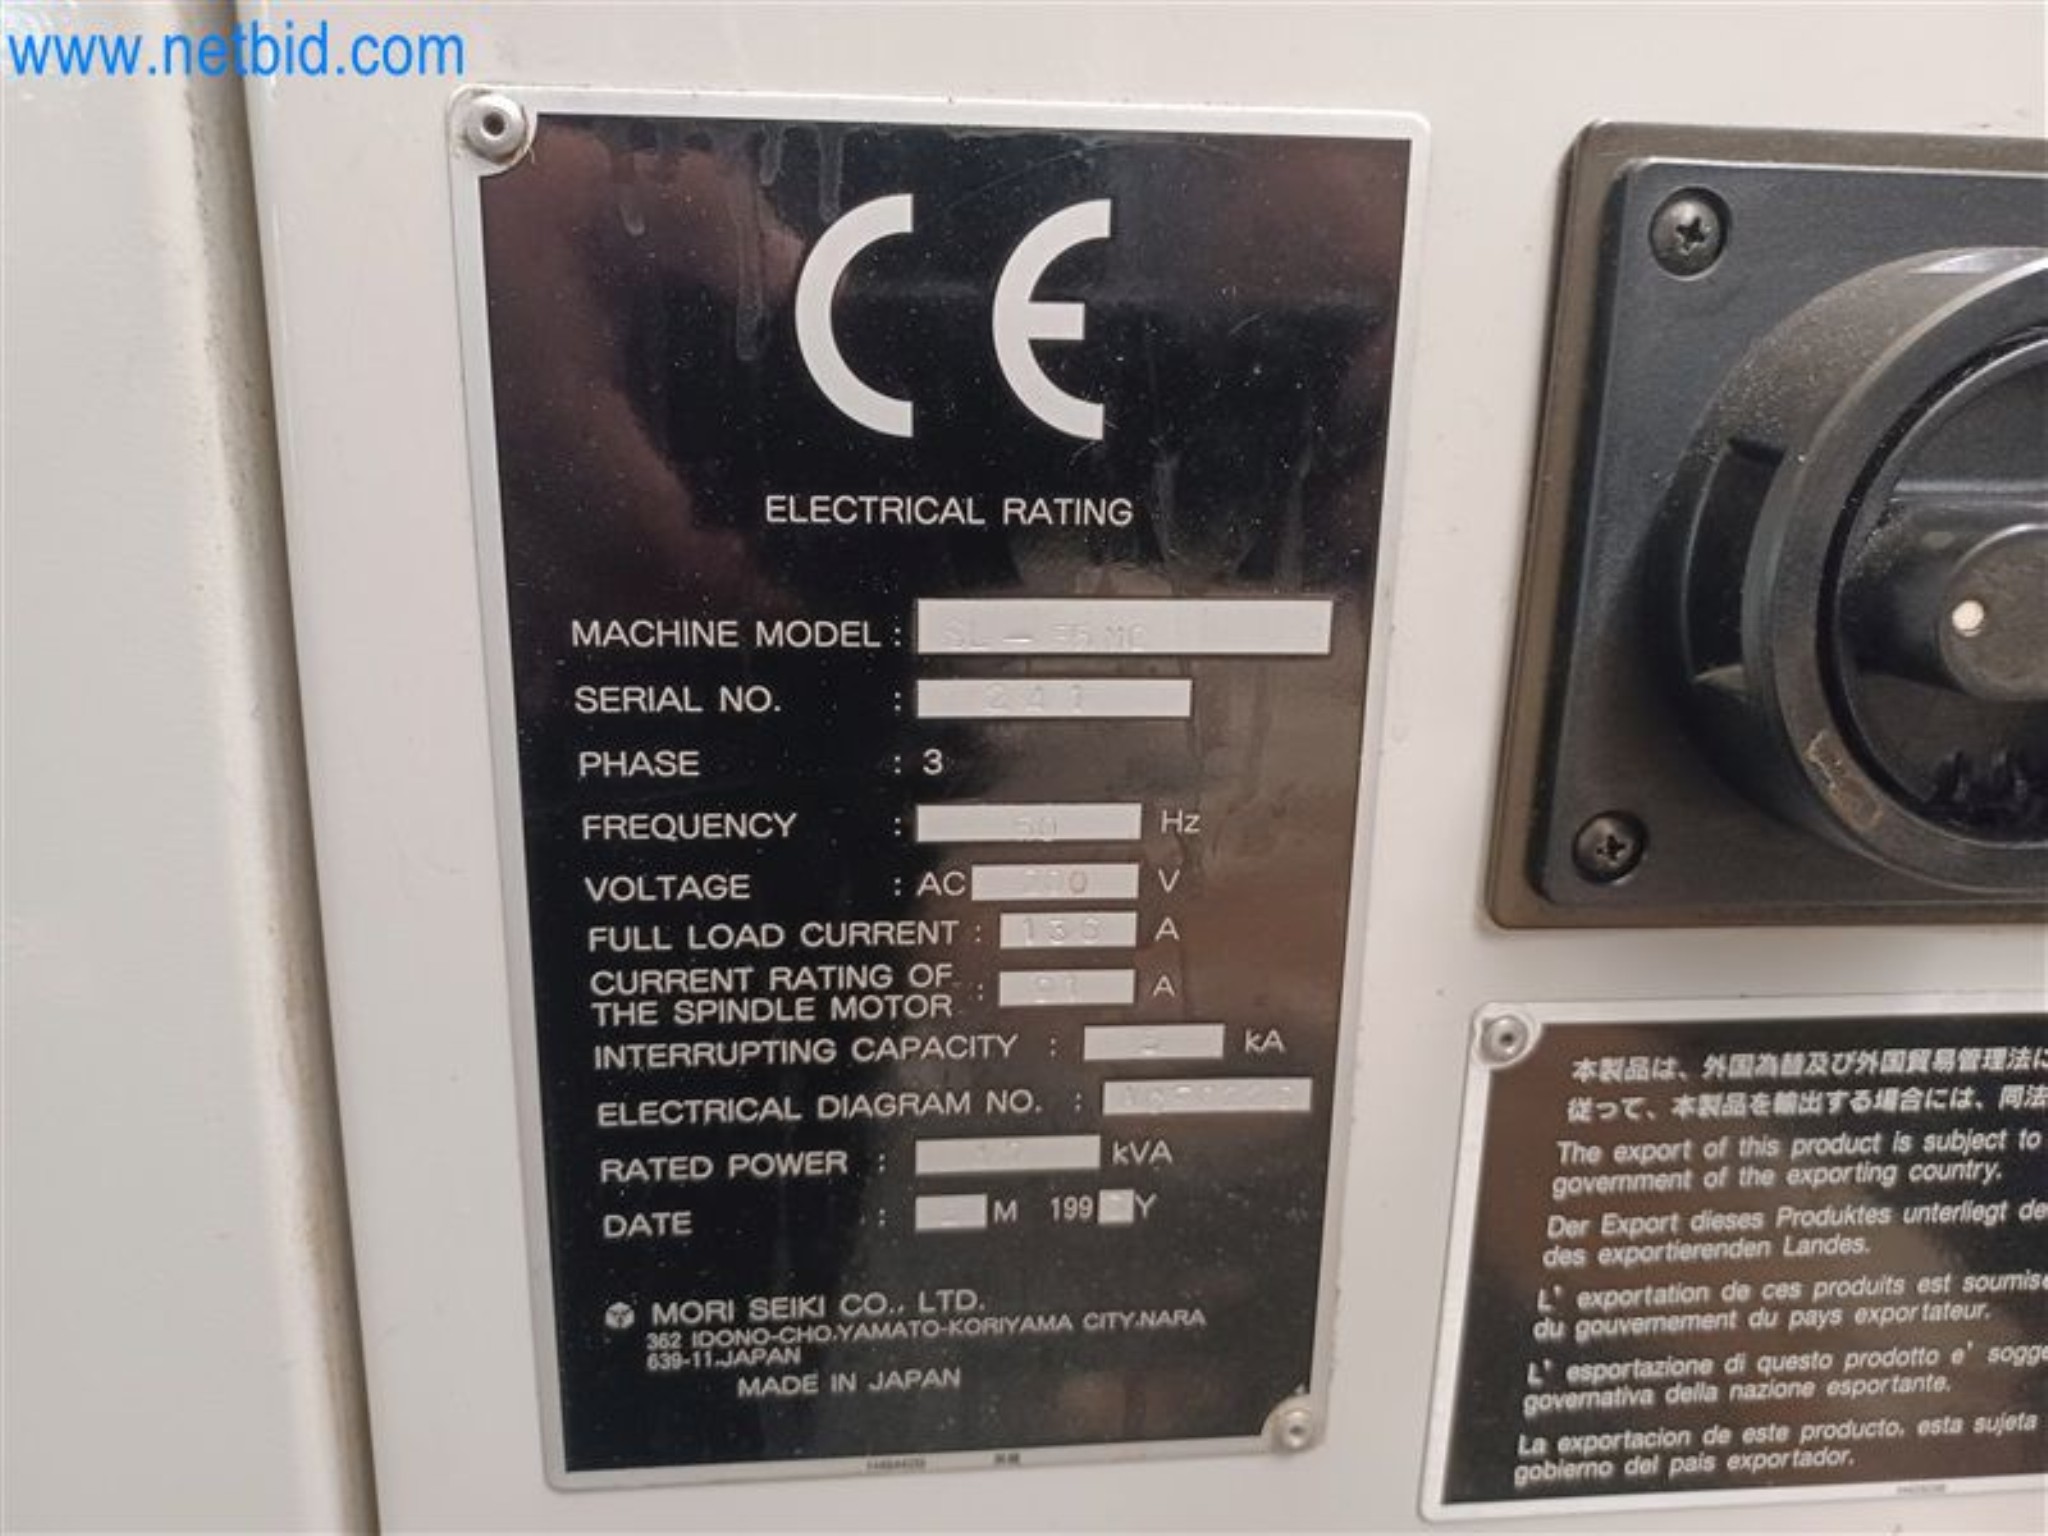 www.netbid.com
CE
ELECTRICAL RATING
MACHINE MODEL : SL –
SERIAL NO. : 241
PHASE : 3
FREQUENCY : 50 Hz
VOLTAGE : AC V
FULL LOAD CURRENT : A
CURRENT RATING OF
THE SPINDLE MOTOR : A
INTERRUPTING CAPACITY : kA
ELECTRICAL DIAGRAM NO. :
RATED POWER : kVA
DATE : M 199 Y
MORI SEIKI CO., LTD.
362 IDONO-CHO, YAMATO-KORIYAMA CITY, NARA
639-11, JAPAN
MADE IN JAPAN
本製品は、外国為替及び外国貿易管理法に
従って、本製品を輸出する場合には、同法
The export of this product is subject to
government of the exporting country.
Der Export dieses Produktes unterliegt de
des exportierenden Landes.
L' exportation de ces produits est soumise
du gouvernement du pays exportateur.
L' esportazione di questo prodotto e' sogge
governativa della nazione esportante.
La exportacion de este producto, esta sujeta
gobierno del pais exportador.